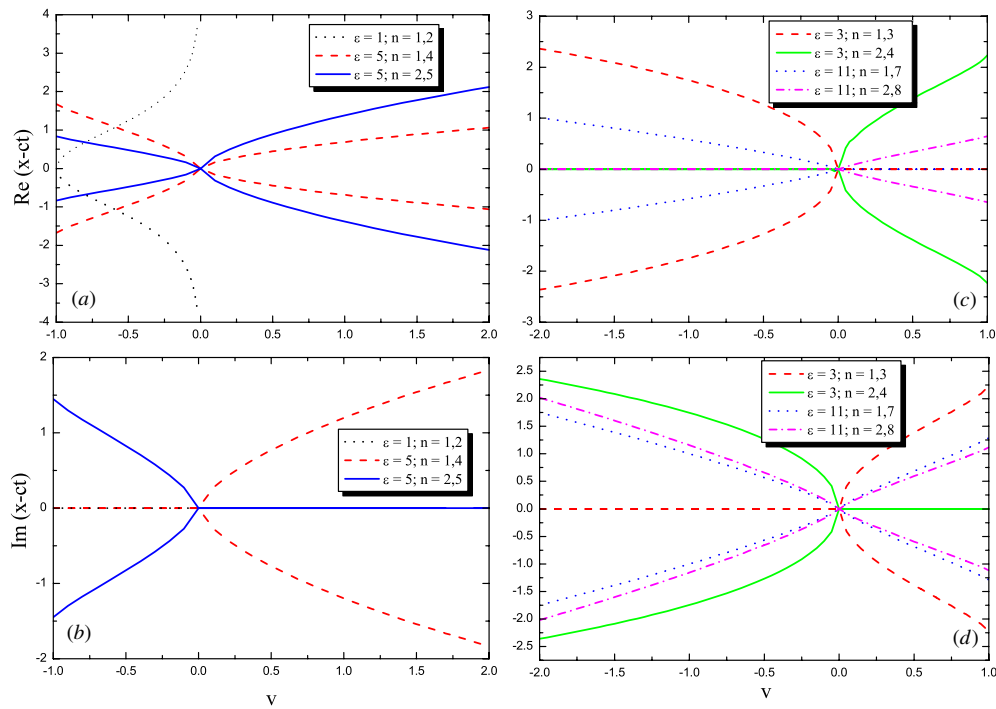 Re (x-ct)
4
3
2
1
0
-1
-2
-3
-4
ε = 1; n = 1,2
ε = 5; n = 1,4
ε = 5; n = 2,5
(a)
-1.0 -0.5 0.0 0.5 1.0 1.5 2.0
3
2
1
0
-1
-2
-3
ε = 3; n = 1,3
ε = 3; n = 2,4
ε = 11; n = 1,7
ε = 11; n = 2,8
(c)
-2.0 -1.5 -1.0 -0.5 0.0 0.5 1.0
Im (x-ct)
2
1
0
-1
-2
ε = 1; n = 1,2
ε = 5; n = 1,4
ε = 5; n = 2,5
(b)
-1.0 -0.5 0.0 0.5 1.0 1.5 2.0
v
2.5
2.0
1.5
1.0
0.5
0.0
-0.5
-1.0
-1.5
-2.0
-2.5
ε = 3; n = 1,3
ε = 3; n = 2,4
ε = 11; n = 1,7
ε = 11; n = 2,8
(d)
-2.0 -1.5 -1.0 -0.5 0.0 0.5 1.0
v